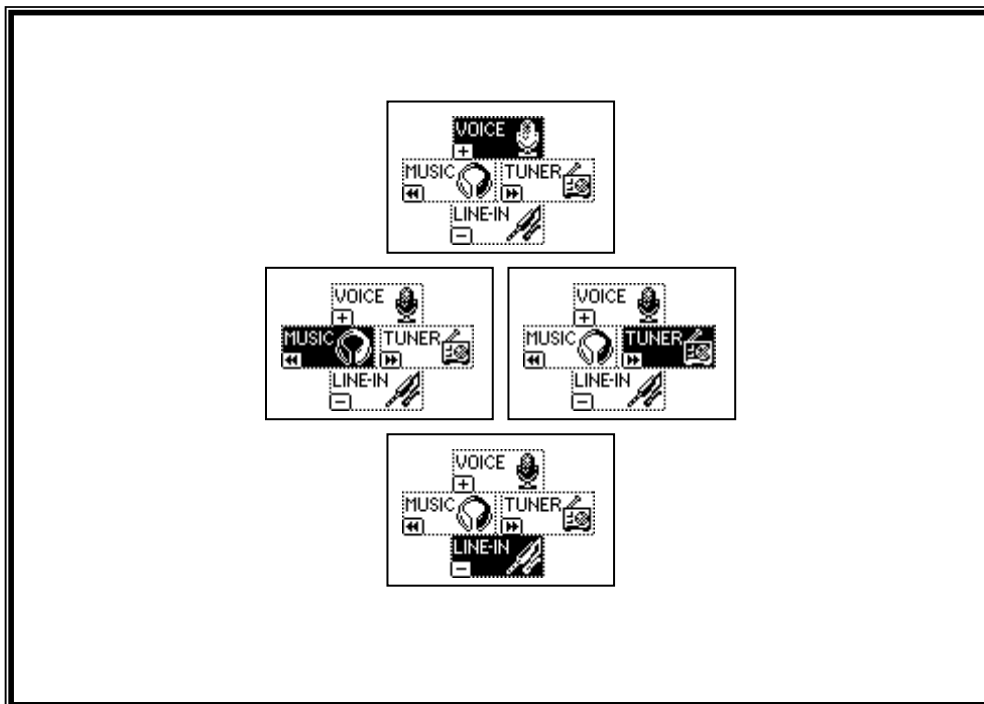 VOICE
+
MUSIC TUNER
LINE-IN
−
VOICE
+
MUSIC TUNER
LINE-IN
−
VOICE
+
MUSIC TUNER
LINE-IN
−
VOICE
+
MUSIC TUNER
LINE-IN
−